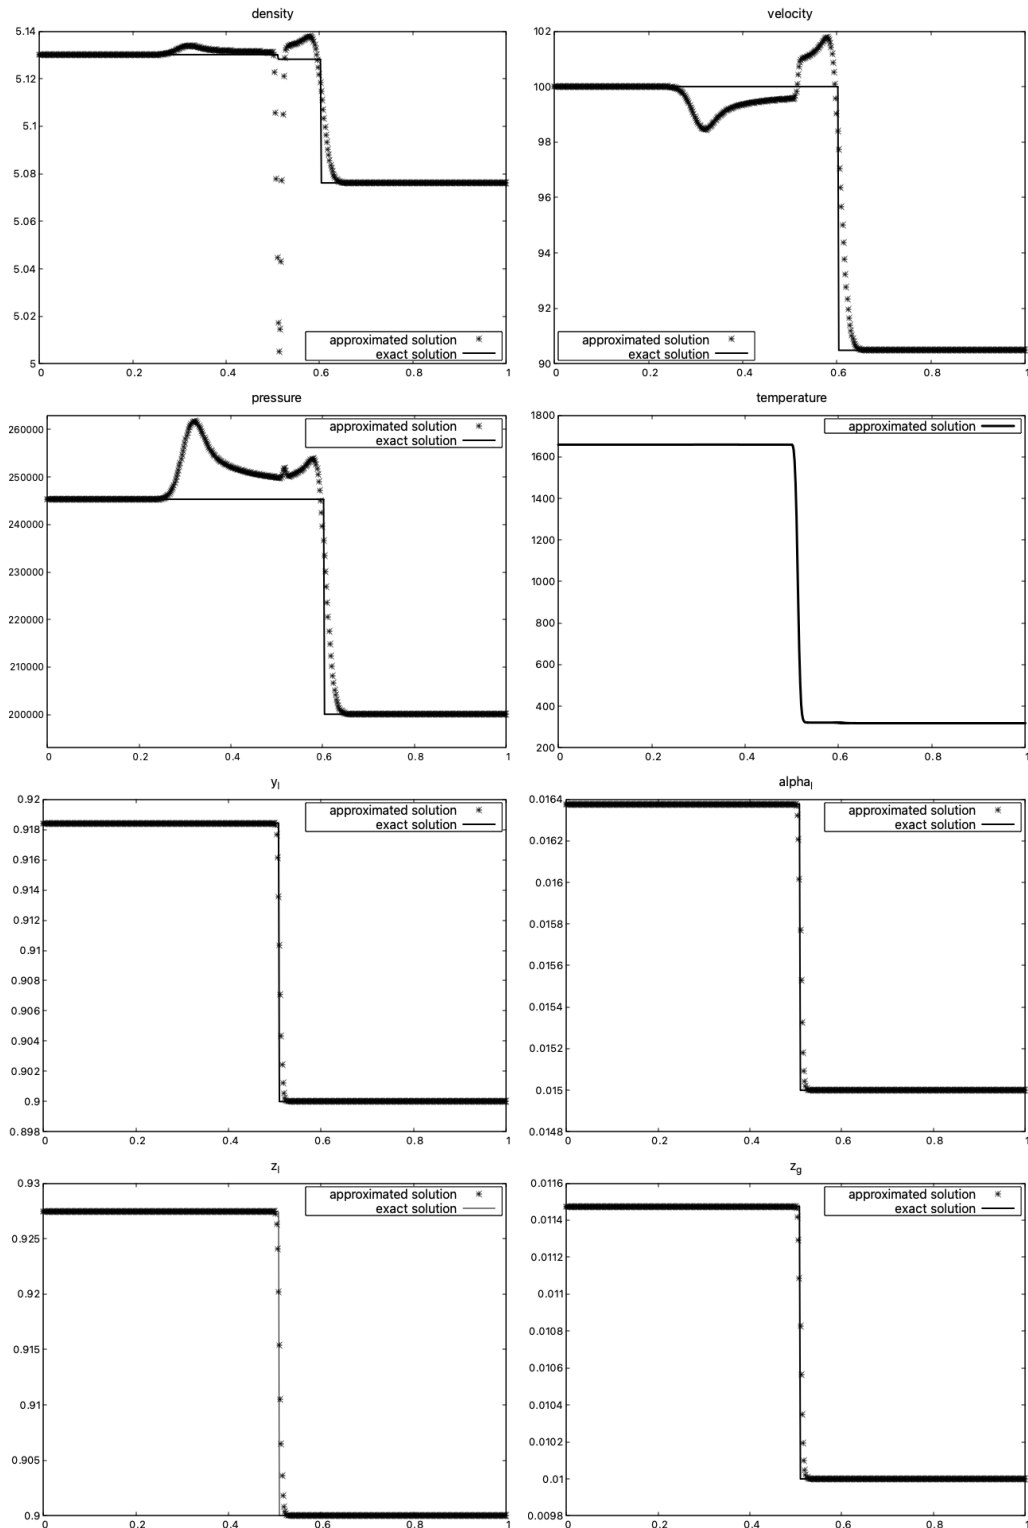 density
5.14
5.12
5.1
5.08
5.06
5.04
5.02
5
0 0.2 0.4 0.6 0.8 1
approximated solution
exact solution
velocity
102
100
98
96
94
92
90
0 0.2 0.4 0.6 0.8 1
approximated solution
exact solution
pressure
260000
250000
240000
230000
220000
210000
200000
0 0.2 0.4 0.6 0.8 1
approximated solution
exact solution
temperature
1800
1600
1400
1200
1000
800
600
400
200
0 0.2 0.4 0.6 0.8 1
approximated solution
y_l
0.92
0.918
0.916
0.914
0.912
0.91
0.908
0.906
0.904
0.902
0.9
0.898
0 0.2 0.4 0.6 0.8 1
approximated solution
exact solution
alpha_l
0.0164
0.0162
0.016
0.0158
0.0156
0.0154
0.0152
0.015
0.0148
0 0.2 0.4 0.6 0.8 1
approximated solution
exact solution
z_l
0.93
0.925
0.92
0.915
0.91
0.905
0.9
0 0.2 0.4 0.6 0.8 1
approximated solution
exact solution
z_g
0.0116
0.0114
0.0112
0.011
0.0108
0.0106
0.0104
0.0102
0.01
0.0098
0 0.2 0.4 0.6 0.8 1
approximated solution
exact solution